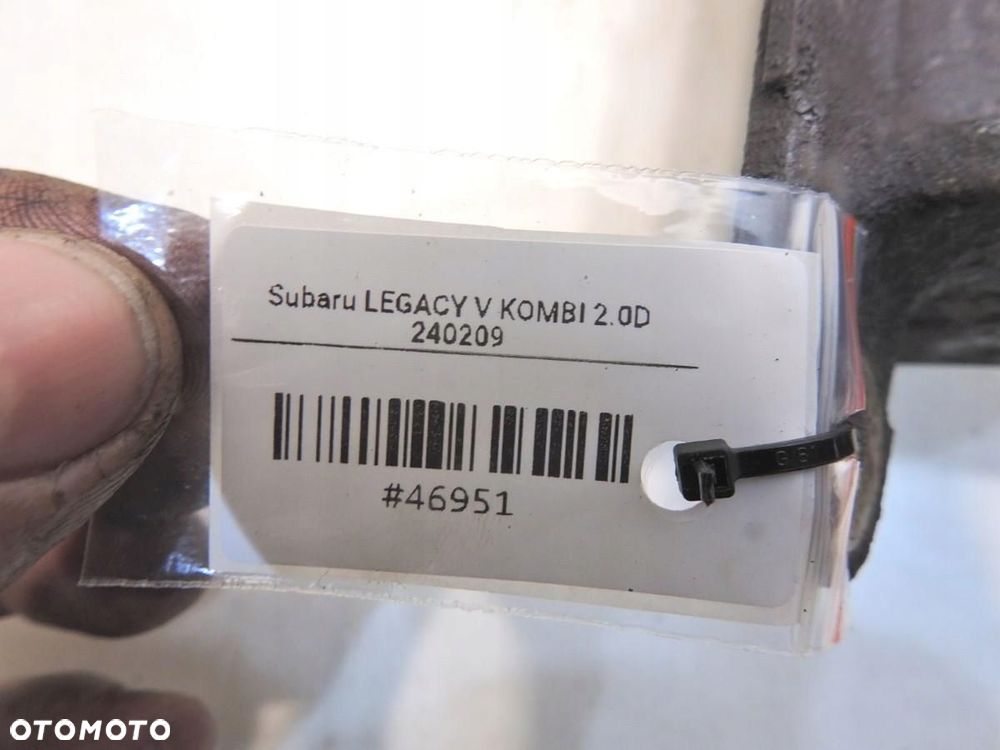 Subaru LEGACY V KOMBI 2.0D
240209
#46951
OTOMOTO